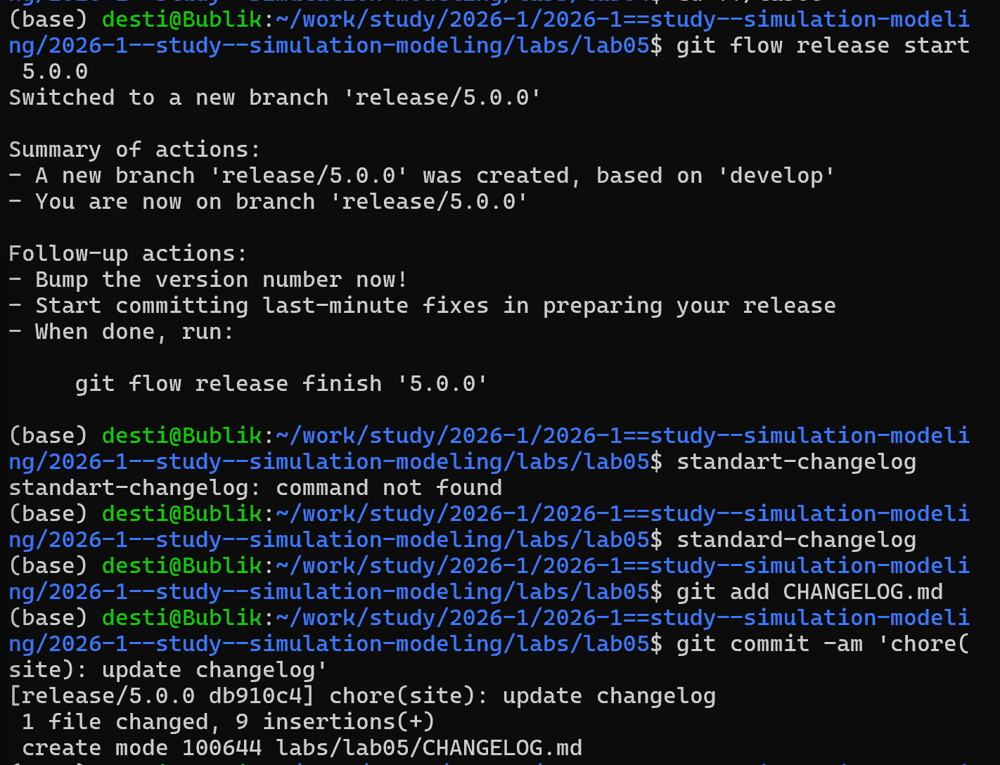 (base) desti@Bublik:~/work/study/2026-1/2026-1==study--simulation-modeli
ng/2026-1--study--simulation-modeling/labs/lab05$ git flow release start
 5.0.0
Switched to a new branch 'release/5.0.0'

Summary of actions:
- A new branch 'release/5.0.0' was created, based on 'develop'
- You are now on branch 'release/5.0.0'

Follow-up actions:
- Bump the version number now!
- Start committing last-minute fixes in preparing your release
- When done, run:

     git flow release finish '5.0.0'

(base) desti@Bublik:~/work/study/2026-1/2026-1==study--simulation-modeli
ng/2026-1--study--simulation-modeling/labs/lab05$ standart-changelog
standart-changelog: command not found
(base) desti@Bublik:~/work/study/2026-1/2026-1==study--simulation-modeli
ng/2026-1--study--simulation-modeling/labs/lab05$ standard-changelog
(base) desti@Bublik:~/work/study/2026-1/2026-1==study--simulation-modeli
ng/2026-1--study--simulation-modeling/labs/lab05$ git add CHANGELOG.md
(base) desti@Bublik:~/work/study/2026-1/2026-1==study--simulation-modeli
ng/2026-1--study--simulation-modeling/labs/lab05$ git commit -am 'chore(
site): update changelog'
[release/5.0.0 db910c4] chore(site): update changelog
 1 file changed, 9 insertions(+)
 create mode 100644 labs/lab05/CHANGELOG.md